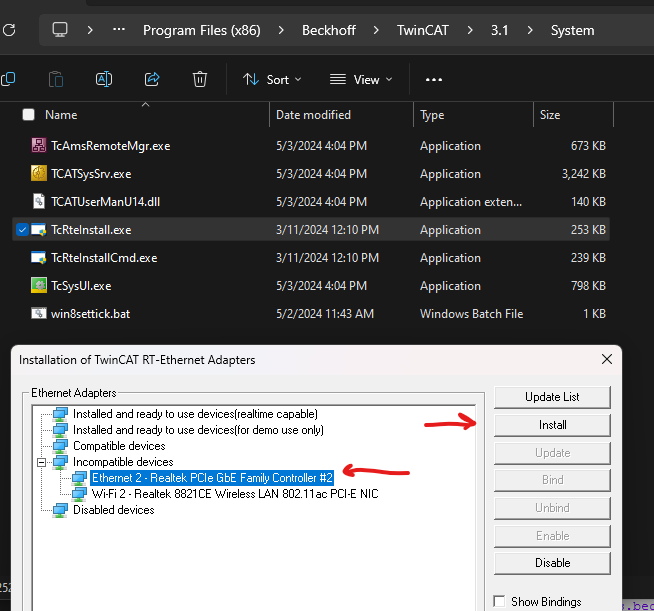 ··· > Program Files (x86) > Beckhoff > TwinCAT > 3.1 > System
Sort View ···
Name Date modified Type Size
TcAmsRemoteMgr.exe 5/3/2024 4:04 PM Application 673 KB
TCATSysSrv.exe 5/3/2024 4:04 PM Application 3,242 KB
TCATUserManU14.dll 5/3/2024 4:04 PM Application exten... 140 KB
TcRteInstall.exe 3/11/2024 12:10 PM Application 253 KB
TcRteInstallCmd.exe 3/11/2024 12:10 PM Application 239 KB
TcSysUI.exe 5/3/2024 4:04 PM Application 798 KB
win8settick.bat 5/2/2024 11:43 AM Windows Batch File 1 KB
Installation of TwinCAT RT-Ethernet Adapters
Ethernet Adapters
Update List
Installed and ready to use devices(realtime capable)
Install
Installed and ready to use devices(for demo use only)
Compatible devices
Update
Incompatible devices
Ethernet 2 - Realtek PCIe GbE Family Controller #2
Bind
Wi-Fi 2 - Realtek 8821CE Wireless LAN 802.11ac PCI-E NIC
Disabled devices
Unbind
Enable
Disable
Show Bindings